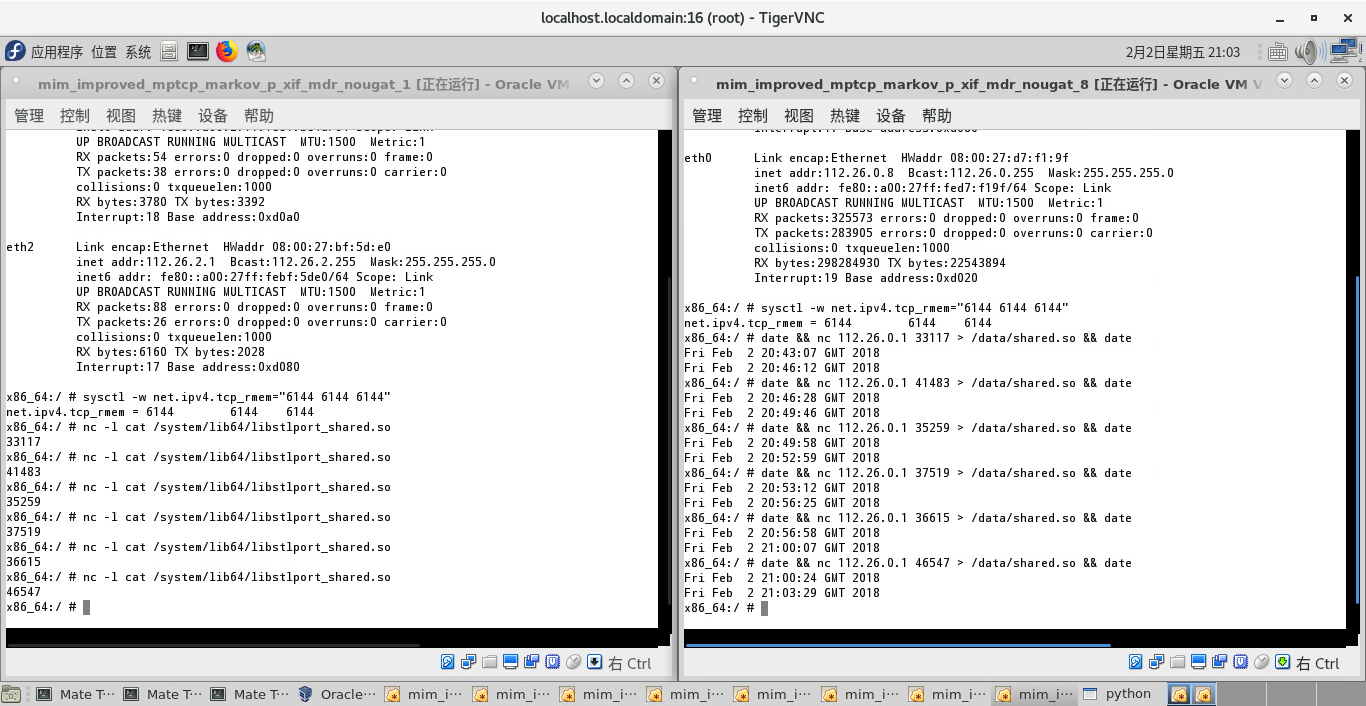 localhost.localdomain:16 (root) - TigerVNC
应用程序 位置 系统
2月2日星期五 21:03
mim_improved_mptcp_markov_p_xif_mdr_nougat_1 [正在运行] - Oracle VM
管理 控制 视图 热键 设备 帮助
UP BROADCAST RUNNING MULTICAST  MTU:1500  Metric:1
RX packets:54 errors:0 dropped:0 overruns:0 frame:0
TX packets:38 errors:0 dropped:0 overruns:0 carrier:0
collisions:0 txqueuelen:1000
RX bytes:3780 TX bytes:3392
Interrupt:18 Base address:0xd0a0
eth2      Link encap:Ethernet  HWaddr 08:00:27:bf:5d:e0
inet addr:112.26.2.1  Bcast:112.26.2.255  Mask:255.255.255.0
inet6 addr: fe80::a00:27ff:febf:5de0/64 Scope: Link
UP BROADCAST RUNNING MULTICAST  MTU:1500  Metric:1
RX packets:88 errors:0 dropped:0 overruns:0 frame:0
TX packets:26 errors:0 dropped:0 overruns:0 carrier:0
collisions:0 txqueuelen:1000
RX bytes:6160 TX bytes:2028
Interrupt:17 Base address:0xd080
x86_64:/ # sysctl -w net.ipv4.tcp_rmem="6144 6144 6144"
net.ipv4.tcp_rmem = 6144        6144    6144
x86_64:/ # nc -l cat /system/lib64/libstlport_shared.so
33117
x86_64:/ # nc -l cat /system/lib64/libstlport_shared.so
41483
x86_64:/ # nc -l cat /system/lib64/libstlport_shared.so
35259
x86_64:/ # nc -l cat /system/lib64/libstlport_shared.so
37519
x86_64:/ # nc -l cat /system/lib64/libstlport_shared.so
36615
x86_64:/ # nc -l cat /system/lib64/libstlport_shared.so
46547
x86_64:/ #
右 Ctrl
mim_improved_mptcp_markov_p_xif_mdr_nougat_8 [正在运行] - Oracle VM V
管理 控制 视图 热键 设备 帮助
Interrupt:17 Base address:0xd080
eth0      Link encap:Ethernet  HWaddr 08:00:27:d7:f1:9f
inet addr:112.26.0.8  Bcast:112.26.0.255  Mask:255.255.255.0
inet6 addr: fe80::a00:27ff:fed7:f19f/64 Scope: Link
UP BROADCAST RUNNING MULTICAST  MTU:1500  Metric:1
RX packets:325573 errors:0 dropped:0 overruns:0 frame:0
TX packets:283905 errors:0 dropped:0 overruns:0 carrier:0
collisions:0 txqueuelen:1000
RX bytes:298284930 TX bytes:22543894
Interrupt:19 Base address:0xd020
x86_64:/ # sysctl -w net.ipv4.tcp_rmem="6144 6144 6144"
net.ipv4.tcp_rmem = 6144        6144    6144
x86_64:/ # date && nc 112.26.0.1 33117 > /data/shared.so && date
Fri Feb  2 20:43:07 GMT 2018
Fri Feb  2 20:46:12 GMT 2018
x86_64:/ # date && nc 112.26.0.1 41483 > /data/shared.so && date
Fri Feb  2 20:46:28 GMT 2018
Fri Feb  2 20:49:46 GMT 2018
x86_64:/ # date && nc 112.26.0.1 35259 > /data/shared.so && date
Fri Feb  2 20:49:58 GMT 2018
Fri Feb  2 20:52:59 GMT 2018
x86_64:/ # date && nc 112.26.0.1 37519 > /data/shared.so && date
Fri Feb  2 20:53:12 GMT 2018
Fri Feb  2 20:56:25 GMT 2018
x86_64:/ # date && nc 112.26.0.1 36615 > /data/shared.so && date
Fri Feb  2 20:56:58 GMT 2018
Fri Feb  2 21:00:07 GMT 2018
x86_64:/ # date && nc 112.26.0.1 46547 > /data/shared.so && date
Fri Feb  2 21:00:24 GMT 2018
Fri Feb  2 21:03:29 GMT 2018
x86_64:/ #
右 Ctrl
Mate T… Mate T… Mate T… Oracle… mim_i… mim_i… mim_i… mim_i… mim_i… mim_i… mim_i… mim_i… python